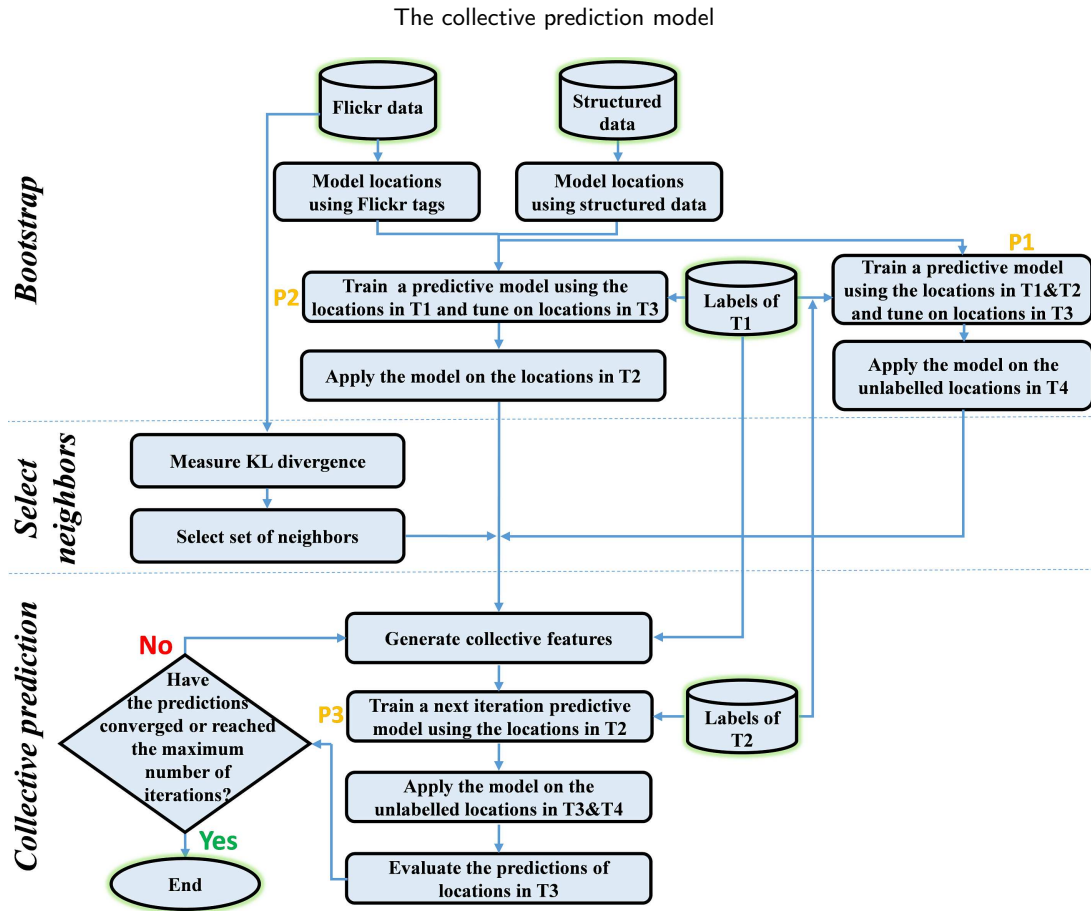 The collective prediction model
Bootstrap
Flickr data
Structured
data
Model locations
using Flickr tags
Model locations
using structured data
P1
P2
Train a predictive model using the
locations in T1 and tune on locations in T3
Labels of
T1
Train a predictive model
using the locations in T1&T2
and tune on locations in T3
Apply the model on the locations in T2
Apply the model on the
unlabelled locations in T4
Select
neighbors
Measure KL divergence
Select set of neighbors
Collective prediction
Generate collective features
No
Have
the predictions
converged or reached
the maximum
number of
iterations?
P3
Train a next iteration predictive
model using the locations in T2
Labels of
T2
Apply the model on the
unlabelled locations in T3&T4
Yes
End
Evaluate the predictions of
locations in T3